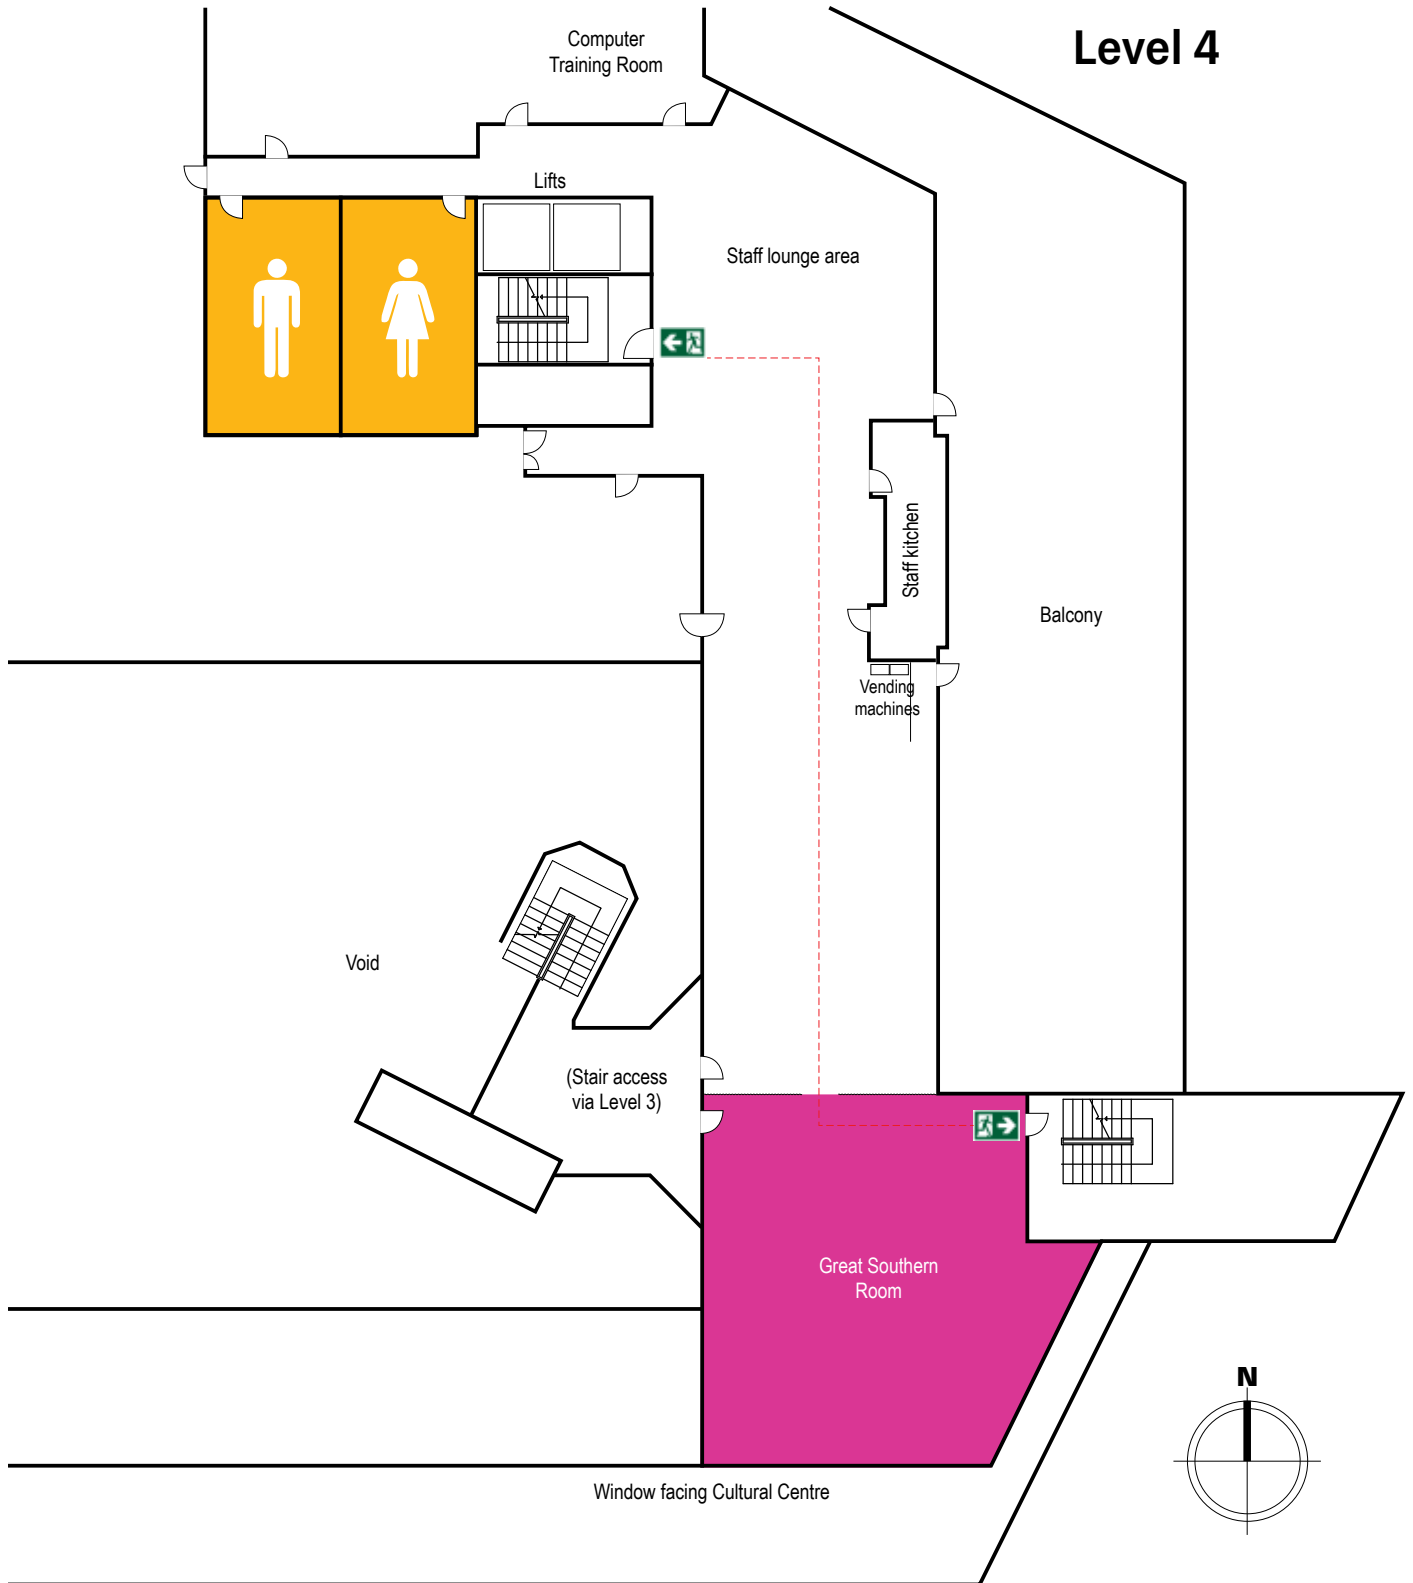 Level 4
Computer
Training Room
Lifts
Staff lounge area
Staff kitchen
Balcony
Vending
machines
Void
(Stair access
via Level 3)
Great Southern
Room
N
Window facing Cultural Centre